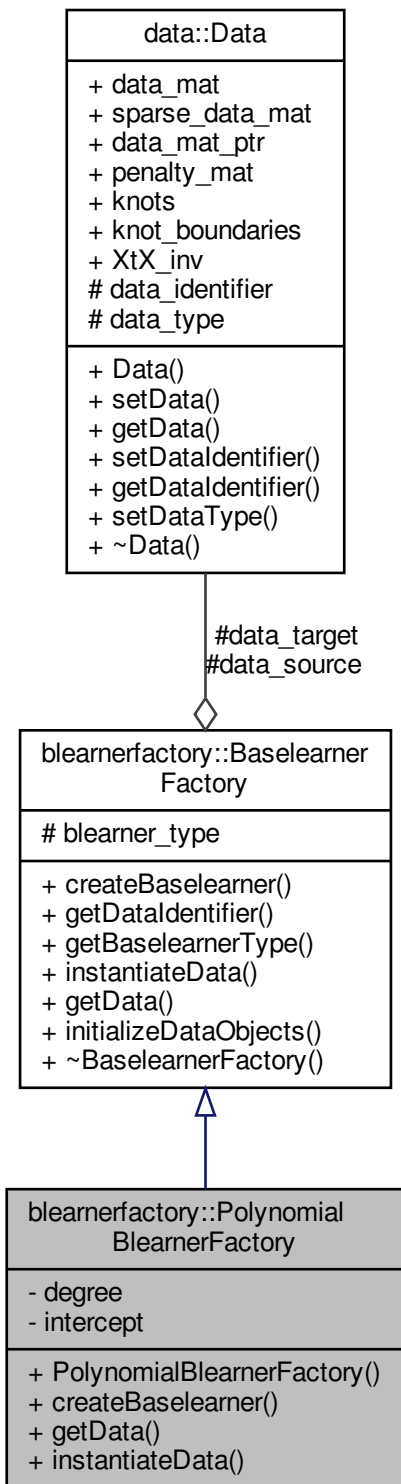 data::Data
+ data_mat
+ sparse_data_mat
+ data_mat_ptr
+ penalty_mat
+ knots
+ knot_boundaries
+ XtX_inv
# data_identifier
# data_type
+ Data()
+ setData()
+ getData()
+ setDataIdentifier()
+ getDataIdentifier()
+ setDataType()
+ ~Data()
#data_target
#data_source
blearnerfactory::Baselearner
Factory
# blearner_type
+ createBaselearner()
+ getDataIdentifier()
+ getBaselearnerType()
+ instantiateData()
+ getData()
+ initializeDataObjects()
+ ~BaselearnerFactory()
blearnerfactory::Polynomial
BlearnerFactory
- degree
- intercept
+ PolynomialBlearnerFactory()
+ createBaselearner()
+ getData()
+ instantiateData()